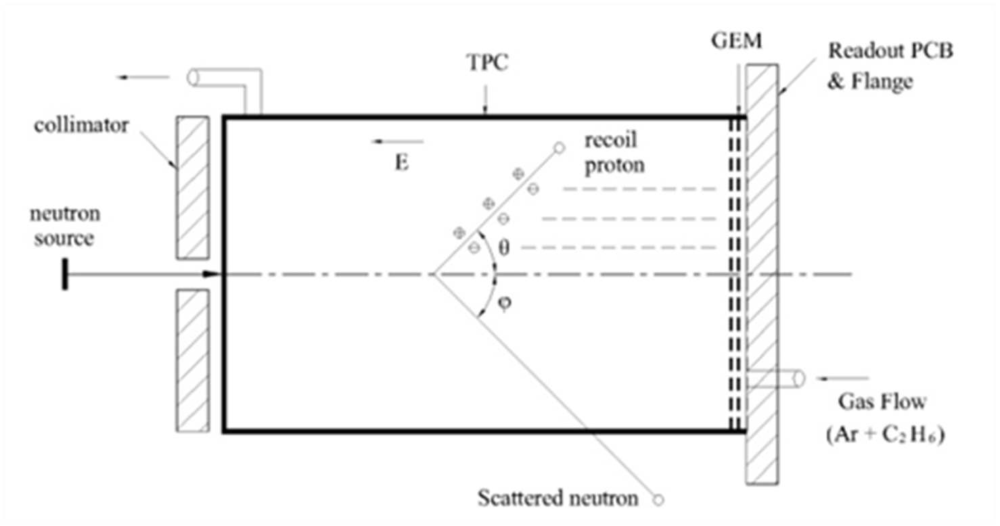 GEM
Readout PCB
& Flange
TPC
collimator
E
recoil
proton
neutron
source
θ
φ
Gas Flow
(Ar + C₂H₆)
Scattered neutron